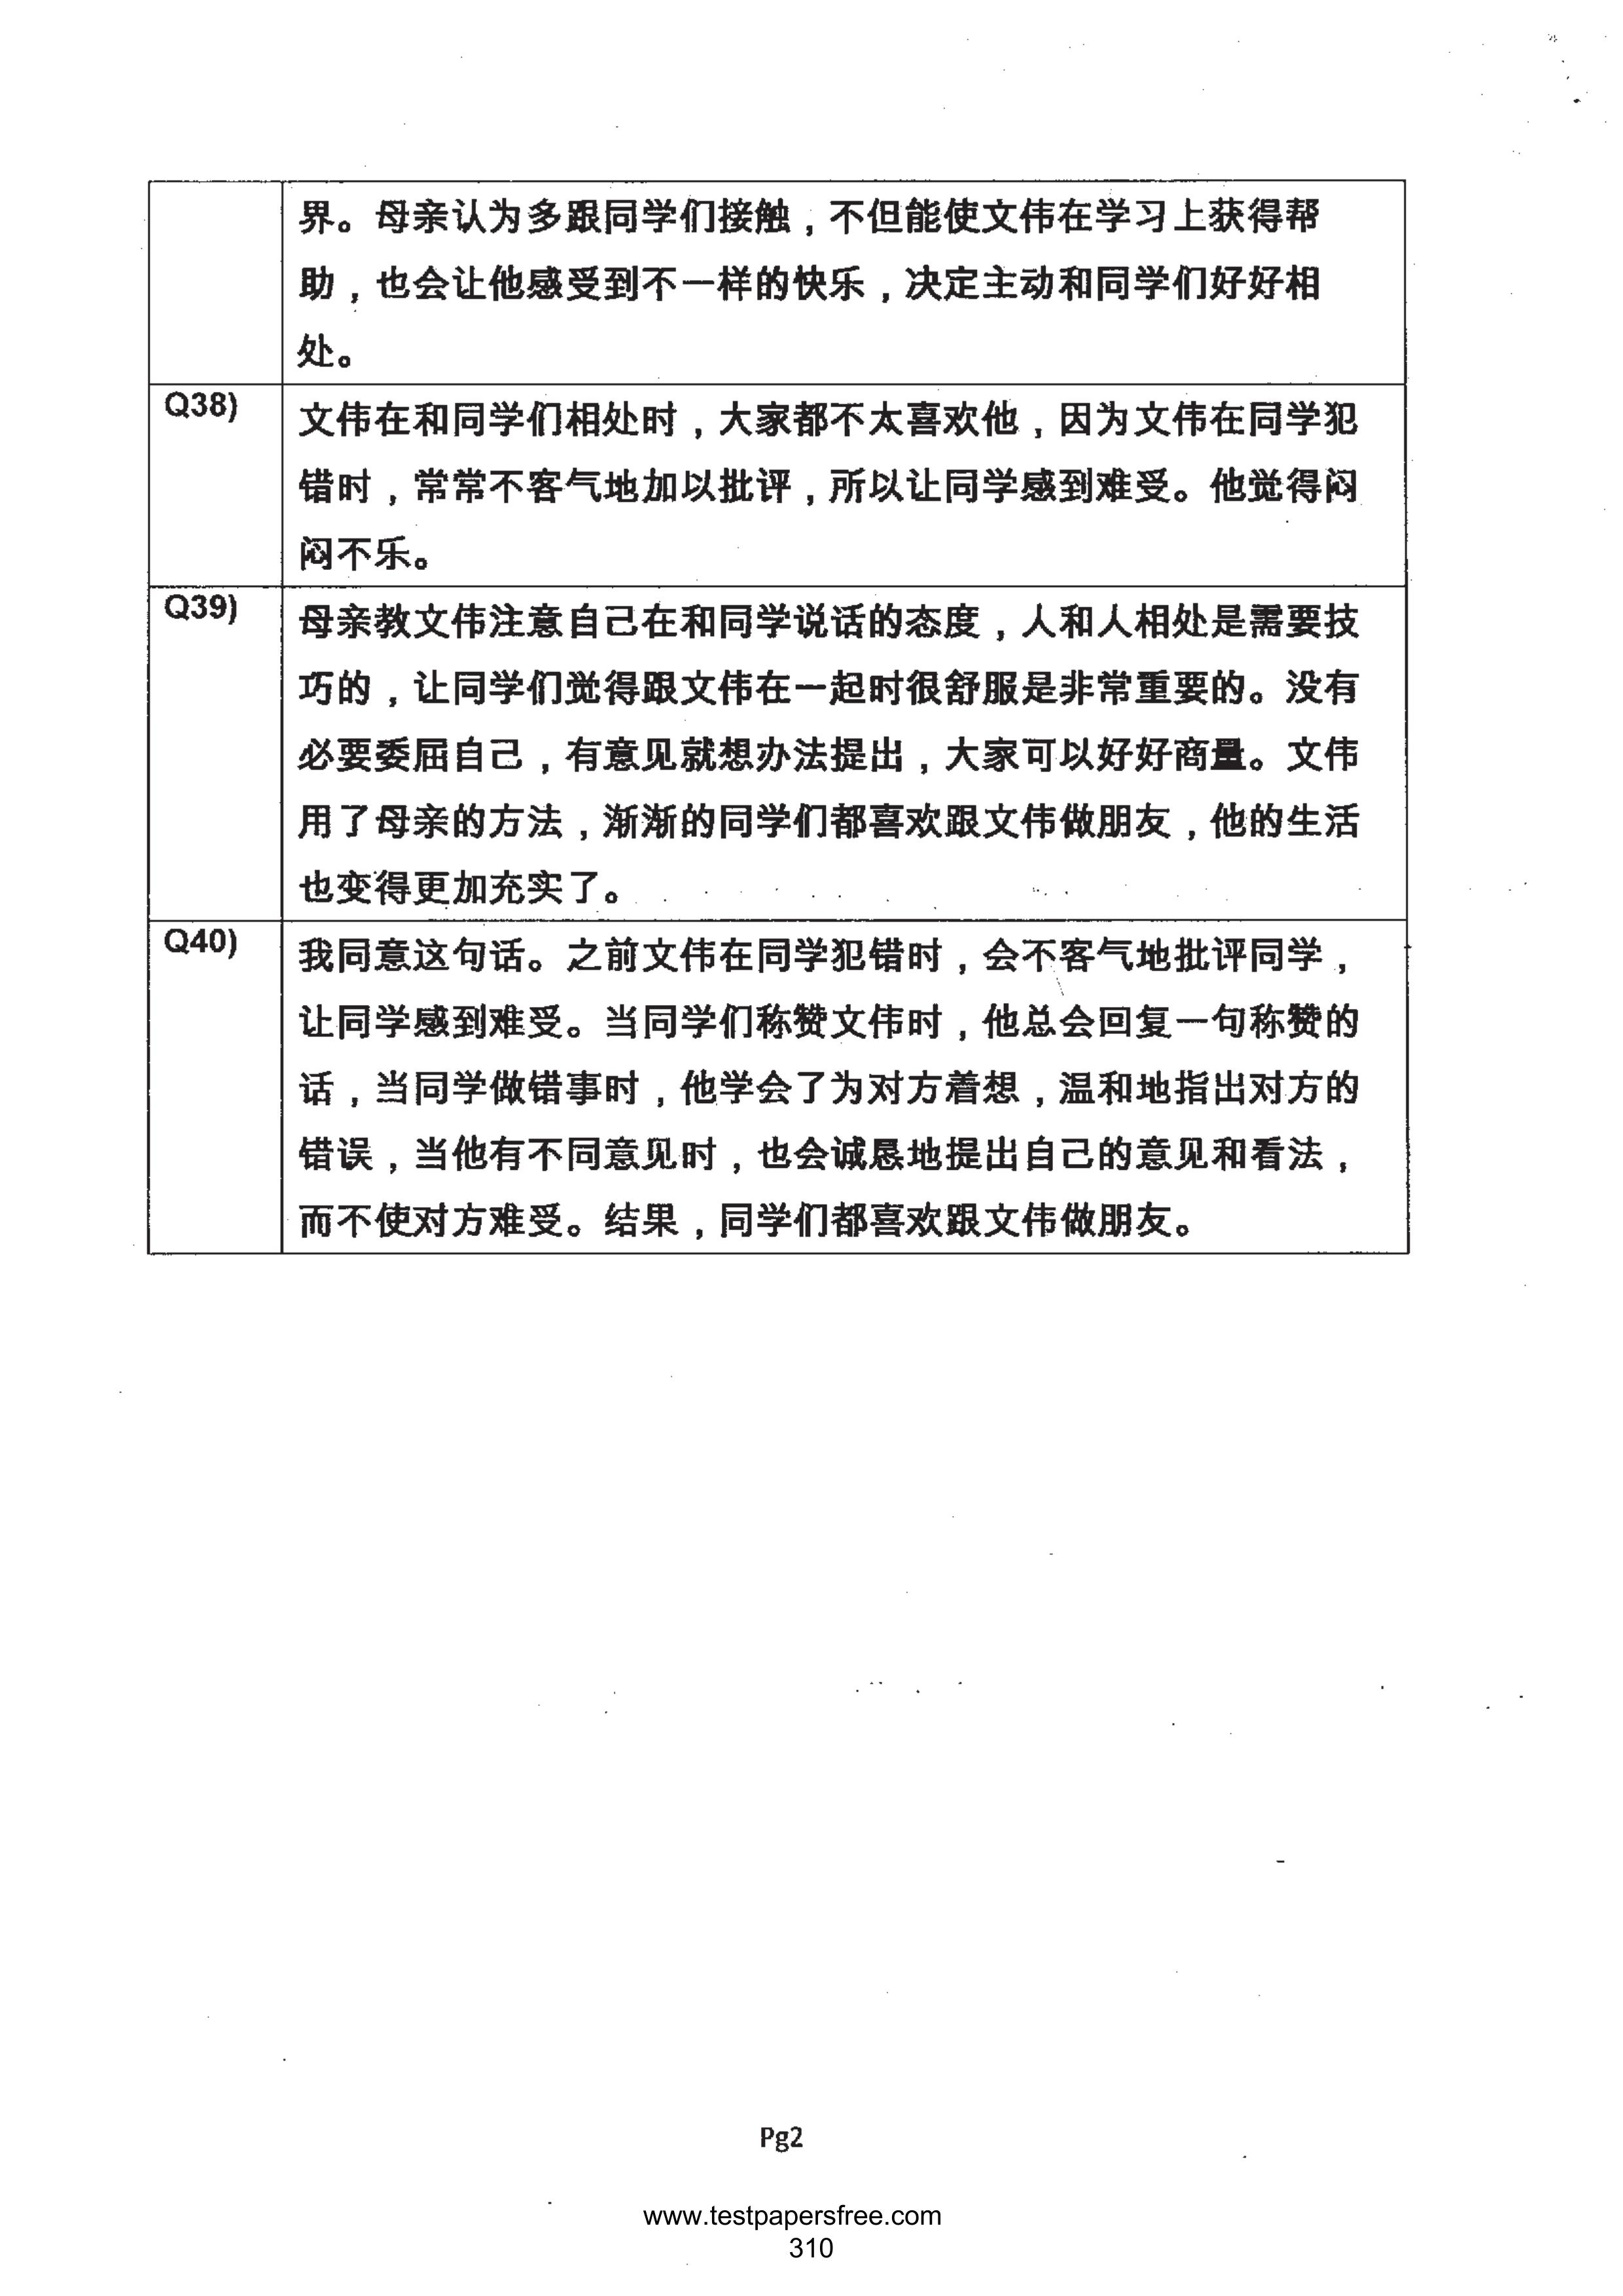 界。母亲认为多跟同学们接触，不但能使文伟在学习上获得帮
助，也会让他感受到不一样的快乐，决定主动和同学们好好相
处。
Q38)
文伟在和同学们相处时，大家都不太喜欢他，因为文伟在同学犯
错时，常常不客气地加以批评，所以让同学感到难受。他觉得闷
闷不乐。
Q39)
母亲教文伟注意自己在和同学说话的态度，人和人相处是需要技
巧的，让同学们觉得跟文伟在一起时很舒服是非常重要的。没有
必要委屈自己，有意见就想办法提出，大家可以好好商量。文伟
用了母亲的方法，渐渐的同学们都喜欢跟文伟做朋友，他的生活
也变得更加充实了。
Q40)
我同意这句话。之前文伟在同学犯错时，会不客气地批评同学，
让同学感到难受。当同学们称赞文伟时，他总会回复一句称赞的
话，当同学做错事时，他学会了为对方着想，温和地指出对方的
错误，当他有不同意见时，也会诚恳地提出自己的意见和看法，
而不使对方难受。结果，同学们都喜欢跟文伟做朋友。
Pg2
www.testpapersfree.com
310